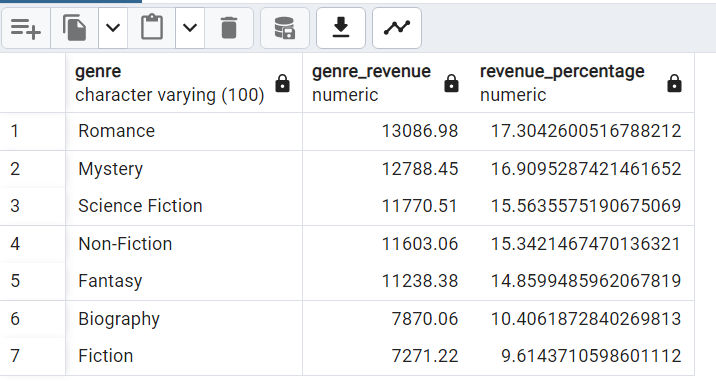 genre genre_revenue revenue_percentage
character varying (100) numeric numeric
1 Romance 13086.98 17.3042600516788212
2 Mystery 12788.45 16.9095287421461652
3 Science Fiction 11770.51 15.5635575190675069
4 Non-Fiction 11603.06 15.3421467470136321
5 Fantasy 11238.38 14.8599485962067819
6 Biography 7870.06 10.4061872840269813
7 Fiction 7271.22 9.6143710598601112